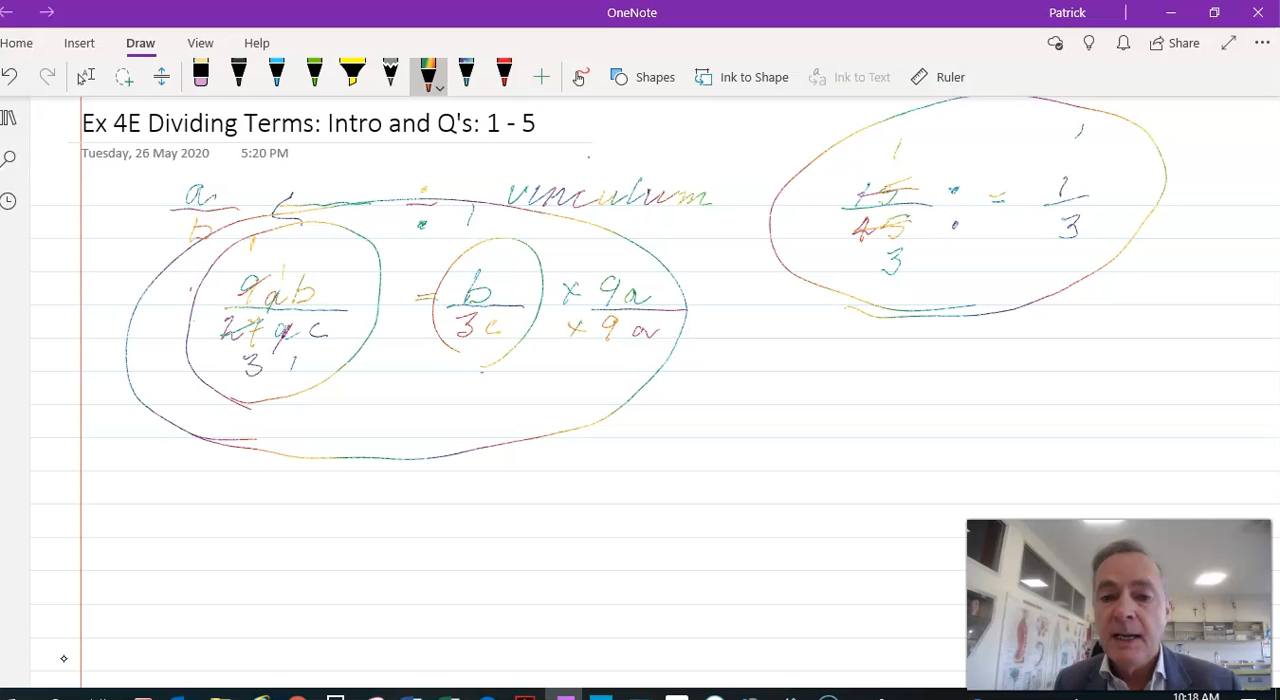 OneNote
Patrick
Home Insert Draw View Help
Share
Shapes Ink to Shape Ink to Text Ruler
Ex 4E Dividing Terms: Intro and Q's: 1 - 5
Tuesday, 26 May 2020 5:20 PM
a
b
vinculum
1
15
45
3
=
1
3
9ab
27ac
3 1
=
b
3c
× 9a
× 9a
10:18 AM